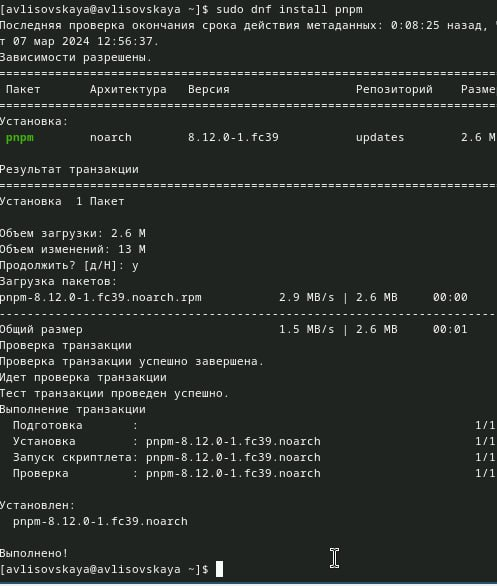 [avlisovskaya@avlisovskaya ~]$ sudo dnf install pnpm
Последняя проверка окончания срока действия метаданных: 0:08:25 назад,
т 07 мар 2024 12:56:37.
Зависимости разрешены.
================================================================
Пакет Архитектура Версия Репозиторий Разме
================================================================
Установка:
pnpm noarch 8.12.0-1.fc39 updates 2.6 M
Результат транзакции
================================================================
Установка 1 Пакет
Объем загрузки: 2.6 M
Объем изменений: 13 M
Продолжить? [д/Н]: y
Загрузка пакетов:
pnpm-8.12.0-1.fc39.noarch.rpm 2.9 MB/s | 2.6 MB 00:00
----------------------------------------------------------------
Общий размер 1.5 MB/s | 2.6 MB 00:01
Проверка транзакции
Проверка транзакции успешно завершена.
Идет проверка транзакции
Тест транзакции проведен успешно.
Выполнение транзакции
Подготовка : 1/1
Установка : pnpm-8.12.0-1.fc39.noarch 1/1
Запуск скриптлета: pnpm-8.12.0-1.fc39.noarch 1/1
Проверка : pnpm-8.12.0-1.fc39.noarch 1/1
Установлен:
pnpm-8.12.0-1.fc39.noarch
Выполнено!
[avlisovskaya@avlisovskaya ~]$